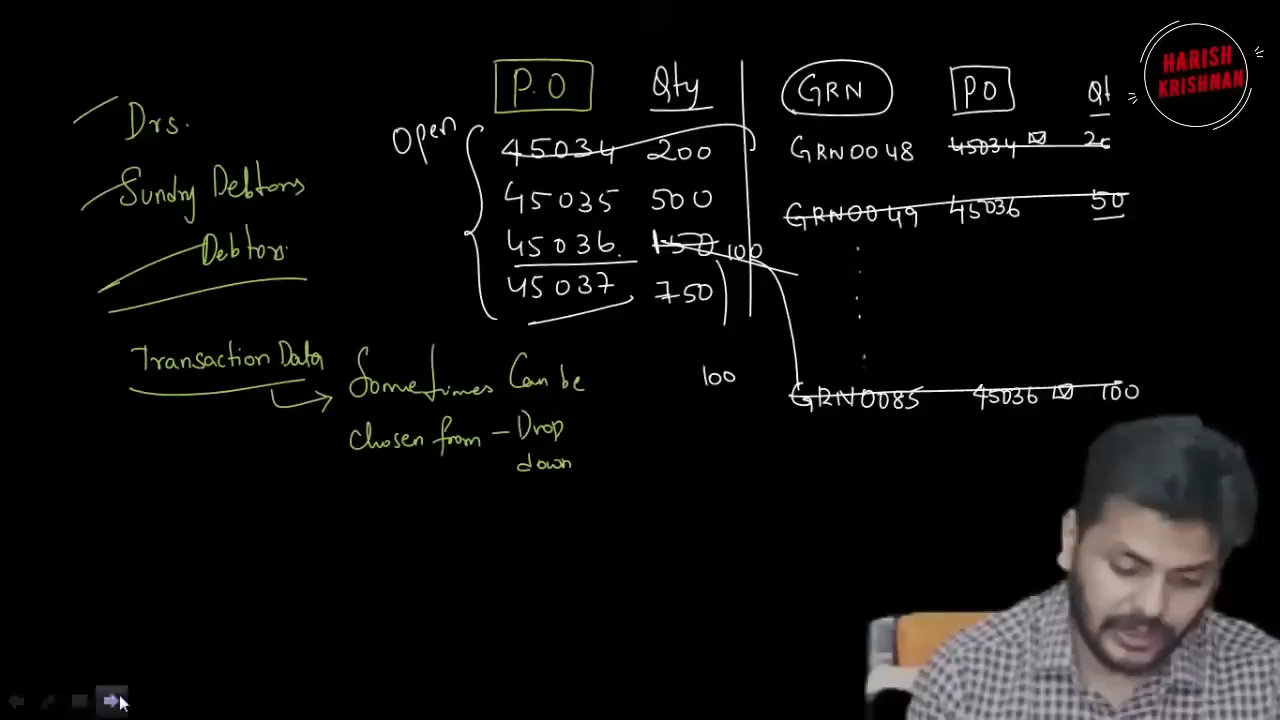 HARISH
KRISHNAN
Drs.
Sundry Debtors
Debtors.
Open
P.O Qty
45034 200
45035 500
45036. 150 100
45037 750
100
GRN PO Qt
GRN0048 45034 20
GRN0049 45036 50
GRN0085 45036 100
Transaction Data
Sometimes Can be
chosen from - Drop
down